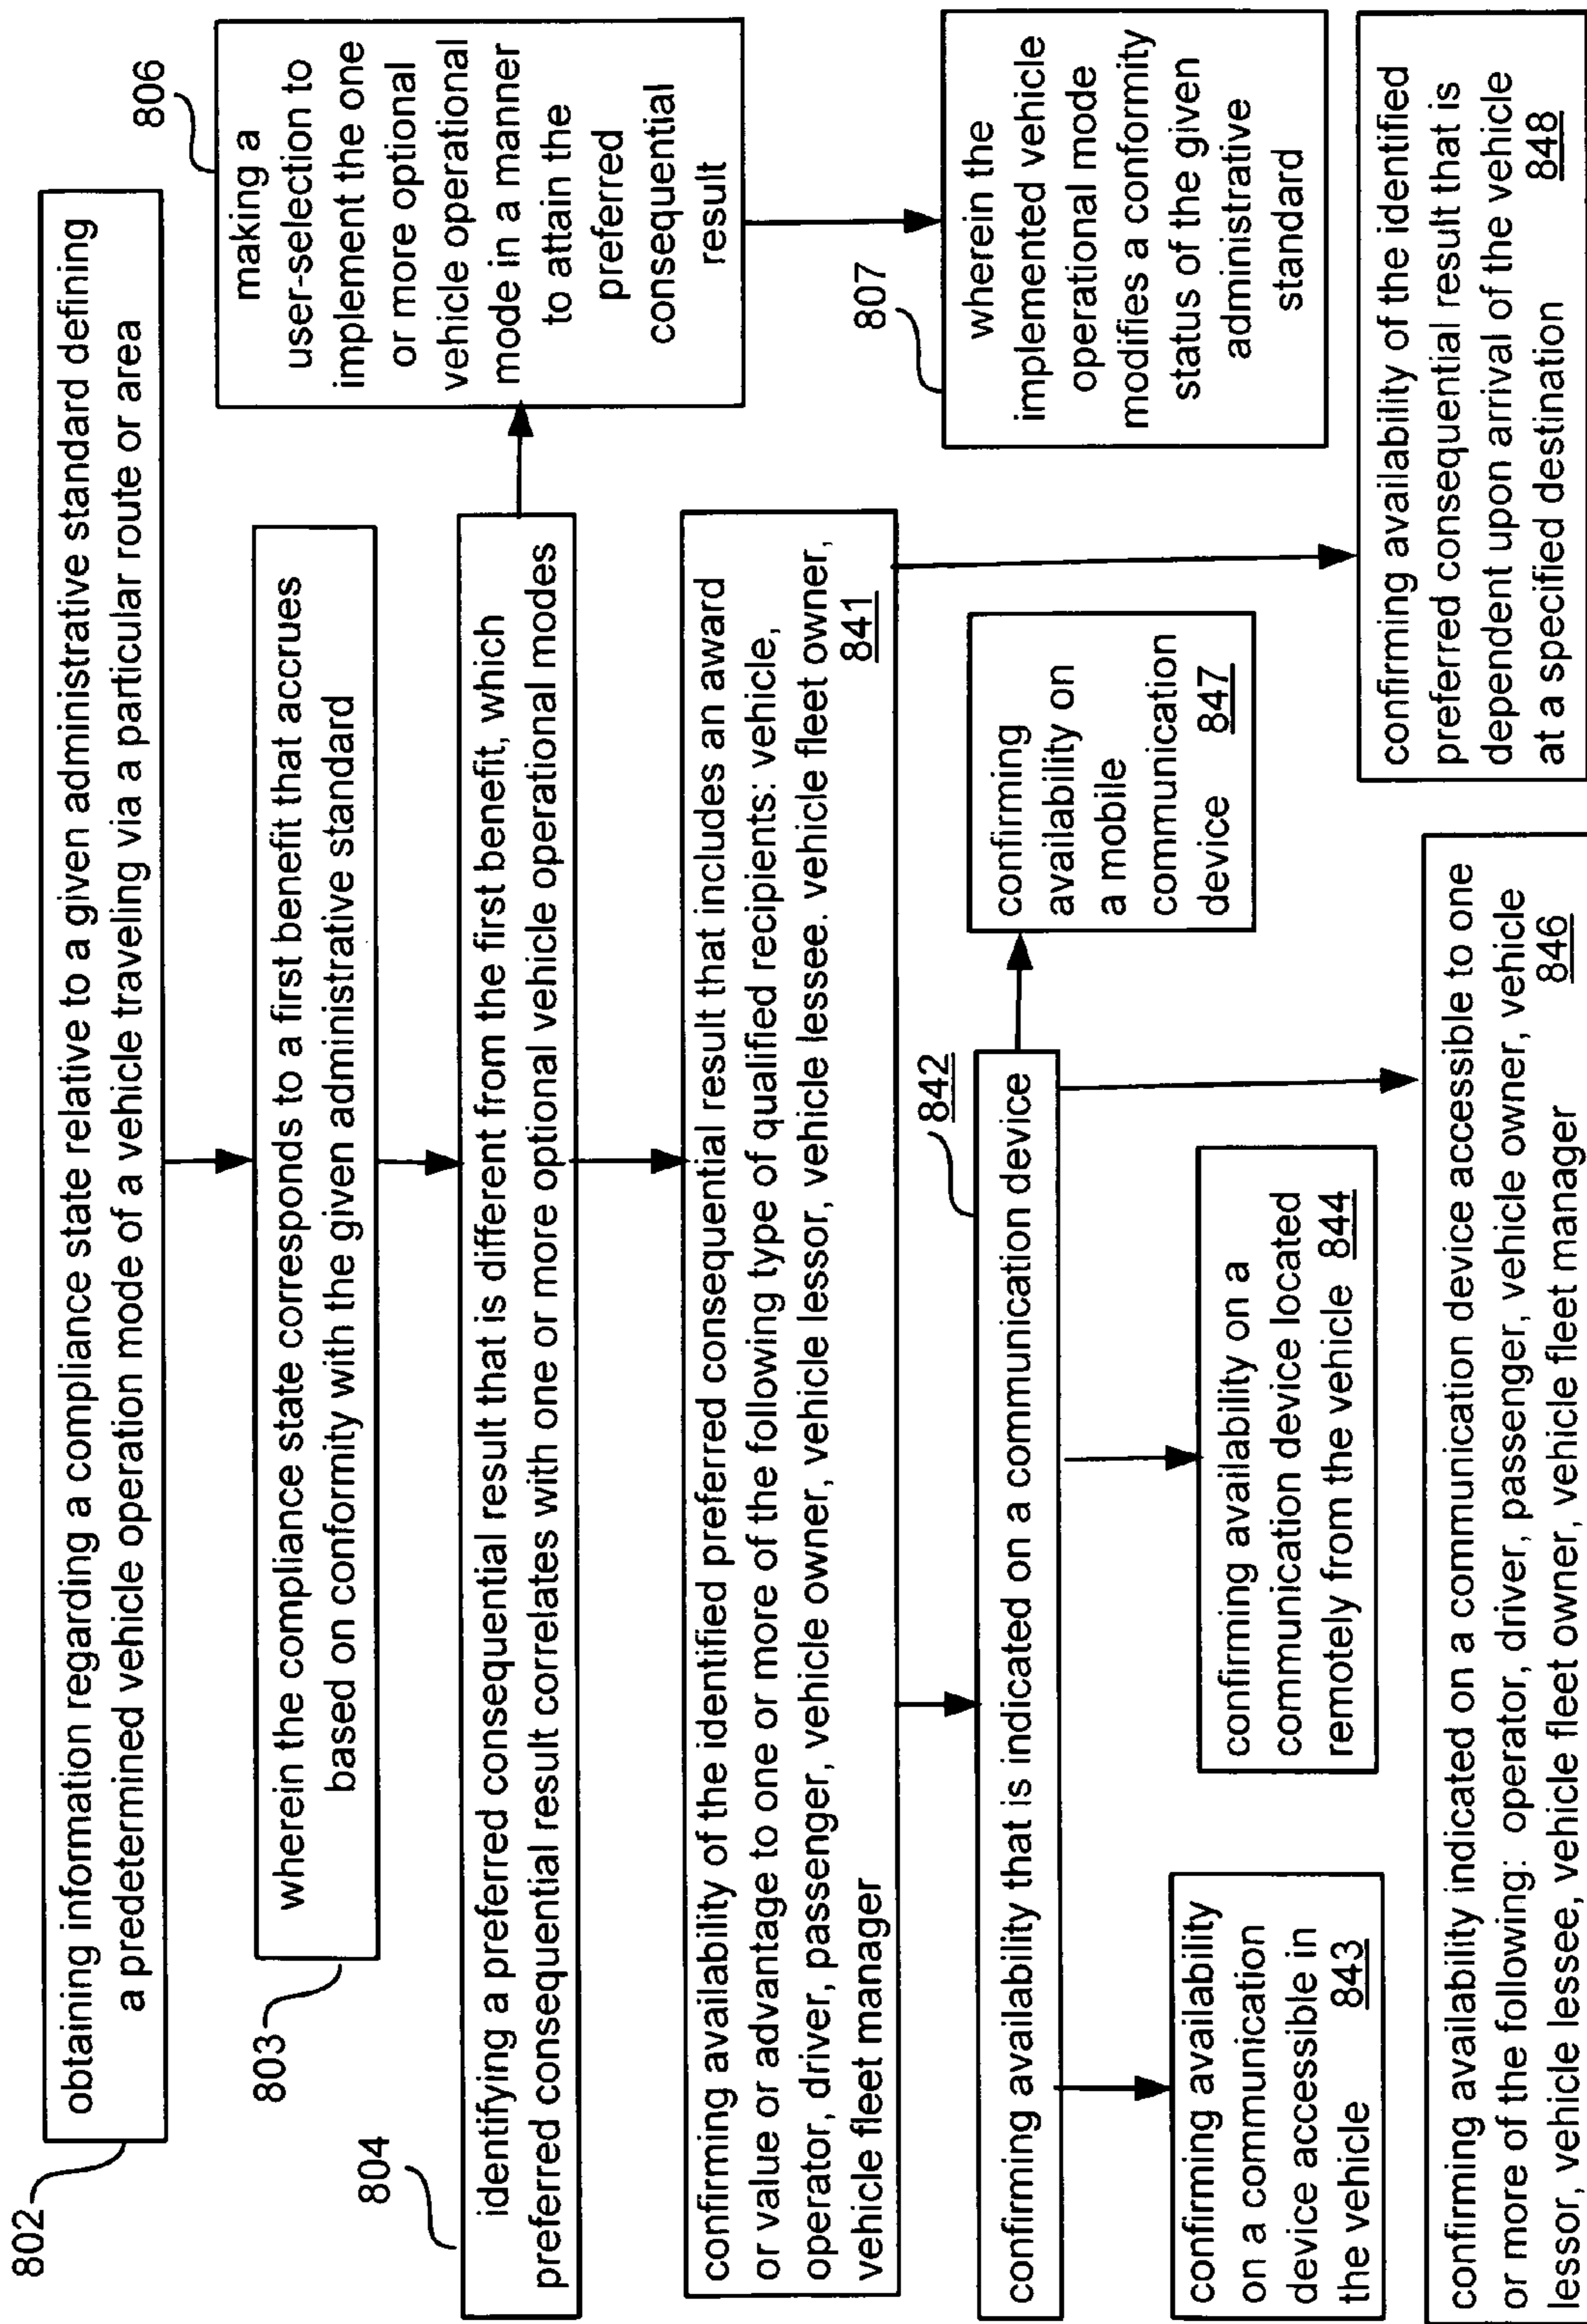 802
obtaining information regarding a compliance state relative to a given administrative standard defining
a predetermined vehicle operation mode of a vehicle traveling via a particular route or area
803
wherein the compliance state corresponds to a first benefit that accrues
based on conformity with the given administrative standard
804
identifying a preferred consequential result that is different from the first benefit, which
preferred consequential result correlates with one or more optional vehicle operational modes
806
making a
user-selection to
implement the one
or more optional
vehicle operational
mode in a manner
to attain the
preferred
consequential
result
807
wherein the
implemented vehicle
operational mode
modifies a conformity
status of the given
administrative
standard
confirming availability of the identified preferred consequential result that includes an award
or value or advantage to one or more of the following type of qualified recipients: vehicle,
operator, driver, passenger, vehicle owner, vehicle lessor, vehicle lessee. vehicle fleet owner,
vehicle fleet manager 841
842
confirming availability that is indicated on a communication device
confirming availability
on a communication
device accessible in
the vehicle 843
confirming availability on a
communication device located
remotely from the vehicle 844
confirming
availability on
a mobile
communication
device 847
confirming availability of the identified
preferred consequential result that is
dependent upon arrival of the vehicle
at a specified destination 848
confirming availability indicated on a communication device accessible to one
or more of the following: operator, driver, passenger, vehicle owner, vehicle
lessor, vehicle lessee, vehicle fleet owner, vehicle fleet manager 846